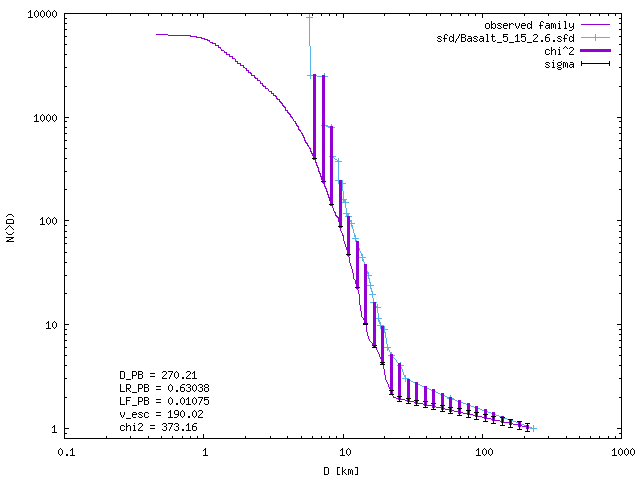 10000
1000
100
10
1
N(>D)
observed family
sfd/Basalt_5_15_2.6.sfd
chi^2
sigma
D_PB = 270.21
LR_PB = 0.63038
LF_PB = 0.01075
v_esc = 190.02
chi2 = 373.16
0.1 1 10 100 1000
D [km]